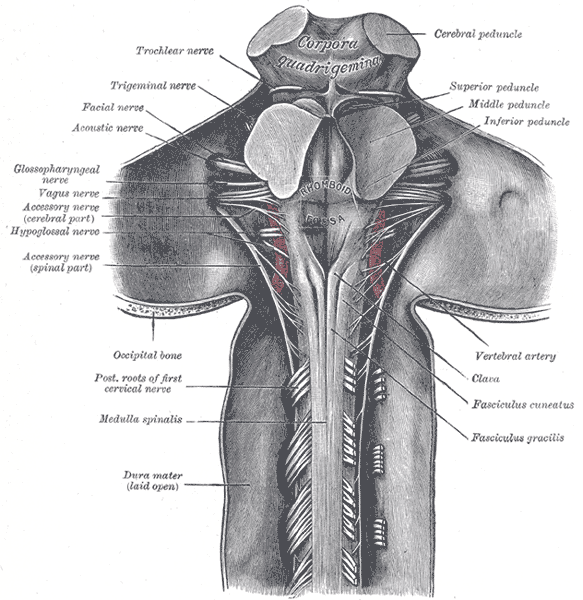 Corpora
Quadrigemina
Cerebral peduncle
Trochlear nerve
Trigeminal nerve
Superior peduncle
Facial nerve
Middle peduncle
Acoustic nerve
Inferior peduncle
Glossopharyngeal
nerve
Vagus nerve
Accessory nerve
(cerebral part)
Hypoglossal nerve
Accessory nerve
(spinal part)
RHOMBOID
FOSSA
Occipital bone
Vertebral artery
Post. roots of first
cervical nerve
Clava
Fasciculus cuneatus
Medulla spinalis
Fasciculus gracilis
Dura mater
(laid open)